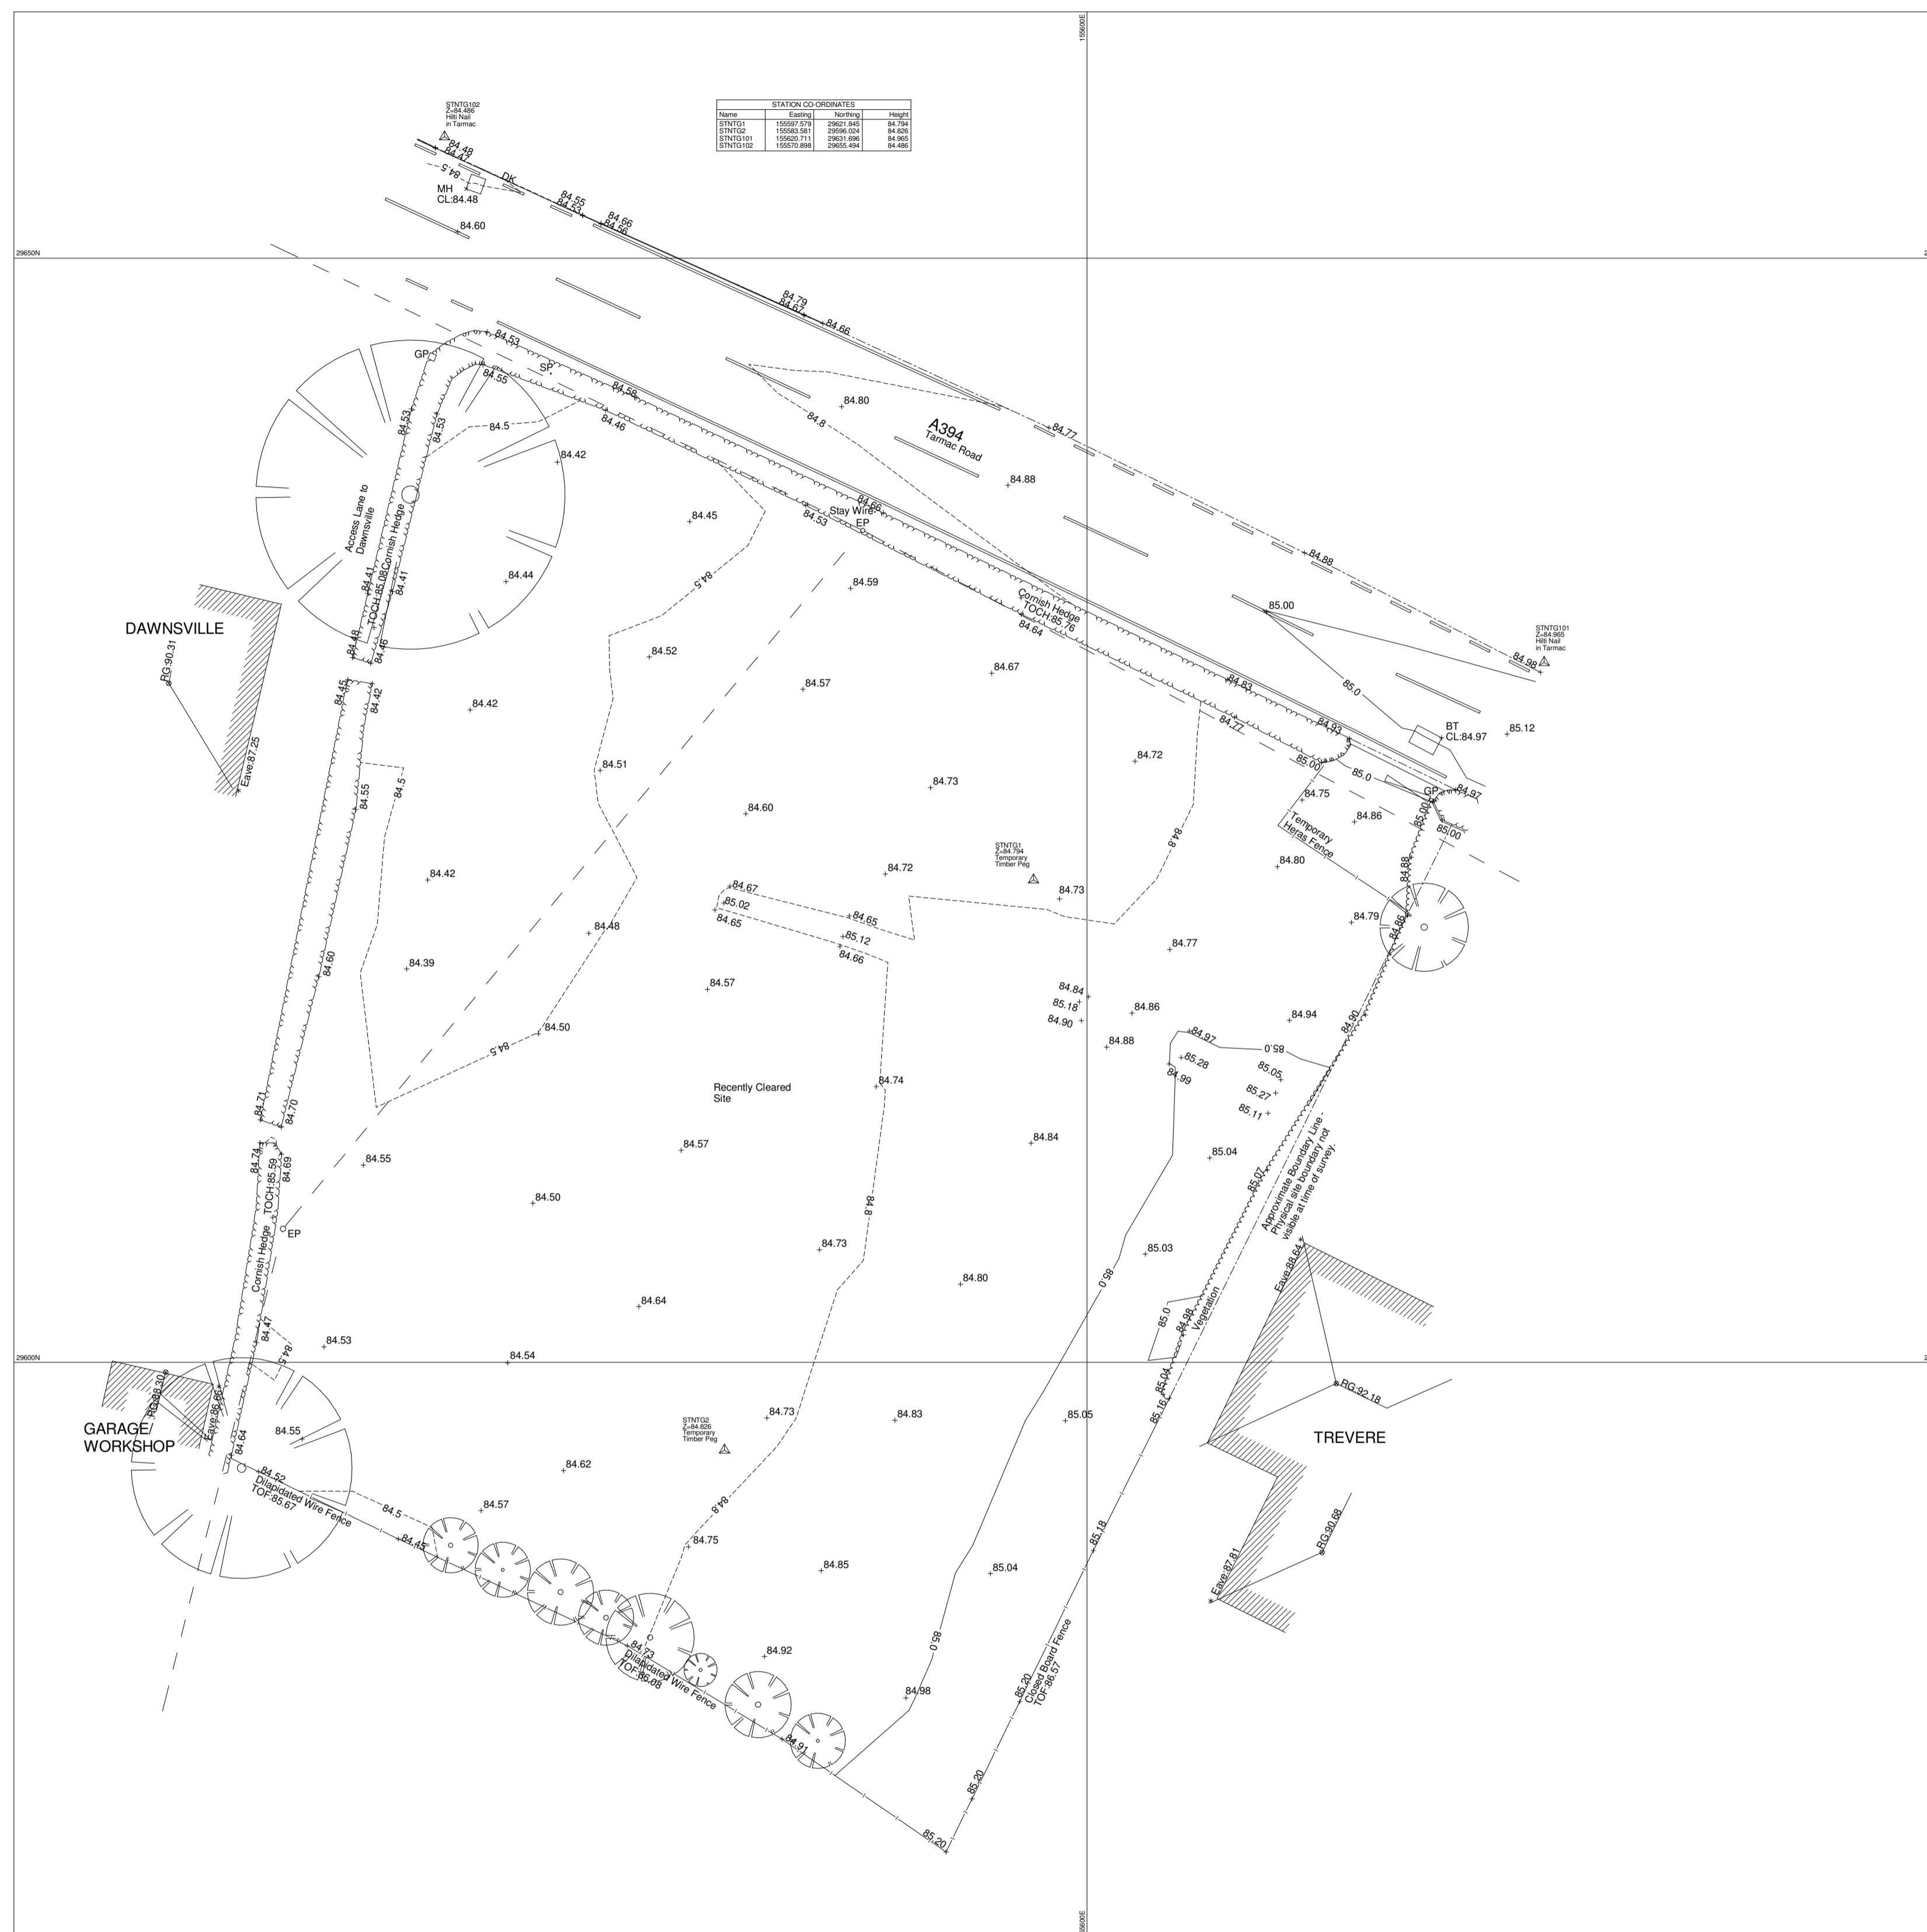 155600E
STNTG102
Z=84.486
Hilti Nail
in Tarmac
STATION CO-ORDINATES
Name Easting Northing Height
STNTG1 155597.579 29621.845 84.794
STNTG2 155583.581 29596.024 84.826
STNTG101 155620.711 29631.696 84.965
STNTG102 155570.898 29655.494 84.486
84.48
84.47
84.5
DK
MH
CL:84.48
84.55
84.53
84.66
84.56
84.60
29650N
2
84.79
84.67
84.66
84.53
GP
SP
84.55
84.58
84.53
84.53
84.46
84.5
84.80
84.8
A394
Tarmac Road
84.77
84.42
84.88
84.45
84.66
Stay Wire
EP
84.53
Access Lane to
Dawnsville
Cornish Hedge
TOCH:85.08
84.41
84.41
84.44
84.5
84.59
84.88
Cornish Hedge
TOCH:85.76
84.64
85.00
DAWNSVILLE
RG:90.31
84.48
84.46
84.52
84.67
STNTG101
Z=84.965
Hilti Nail
in Tarmac
84.98
84.45
84.42
84.57
84.83
85.0
84.42
84.77
84.93
BT
CL:84.97
85.12
Eave:87.25
84.51
84.72
85.00
85.0
84.55
84.5
84.73
84.75
GP
84.97
84.60
84.86
85.00
85.00
Temporary
Heras Fence
84.8
STNTG1
Z=84.794
Temporary
Timber Peg
84.42
84.72
84.80
84.88
84.67
85.02
84.65
84.73
84.65
84.79
84.86
84.48
85.12
84.66
84.77
84.60
84.39
84.57
84.84
85.18
84.90
84.86
84.94
84.90
84.50
84.5
84.88
84.97
85.0
85.28
84.99
85.05
85.27
85.11
84.74
Recently Cleared
Site
84.71
84.70
84.74
84.69
TOCH:85.59
84.55
84.57
84.84
85.04
85.07
Approximate Boundary Line -
Physical site boundary not
visible at time of survey.
84.50
84.8
EP
Cornish Hedge
84.73
85.03
Eave:88.64
84.80
85.0
84.64
85.0
84.98
Vegetation
84.47
84.5
84.53
84.54
29600N
2
RG:88.30
Eave:86.66
85.04
85.16
RG:92.18
GARAGE/
WORKSHOP
84.64
84.55
STNTG2
Z=84.826
Temporary
Timber Peg
84.73
84.83
85.05
TREVERE
84.52
Dilapidated Wire Fence
TOF:85.67
84.62
84.5
84.57
84.8
84.45
84.75
84.85
85.04
85.18
RG:90.68
Eave:87.81
85.0
84.73
Dilapidated Wire Fence
TOF:86.08
84.92
84.98
85.20
Closed Board Fence
TOF:86.57
84.91
85.20
85.20
55600E